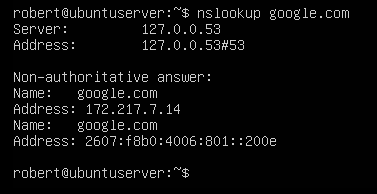 robert@ubuntuserver:~$ nslookup google.com
Server:         127.0.0.53
Address:        127.0.0.53#53

Non-authoritative answer:
Name:   google.com
Address: 172.217.7.14
Name:   google.com
Address: 2607:f8b0:4006:801::200e

robert@ubuntuserver:~$